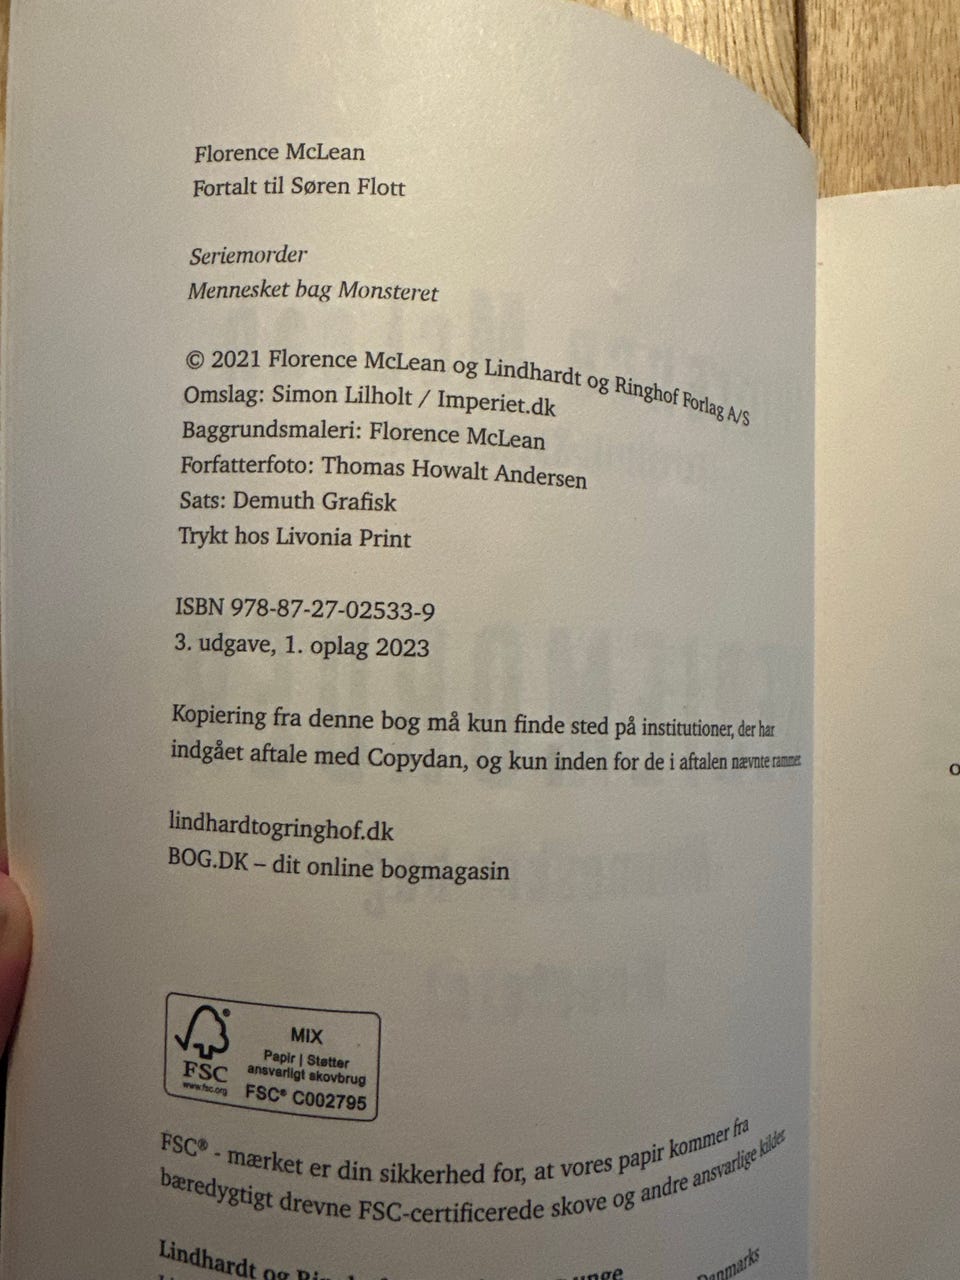 Florence McLean
Fortalt til Søren Flott
Seriemorder
Mennesket bag Monsteret
© 2021 Florence McLean og Lindhardt og Ringhof Forlag A/S
Omslag: Simon Lilholt / Imperiet.dk
Baggrundsmaleri: Florence McLean
Forfatterfoto: Thomas Howalt Andersen
Sats: Demuth Grafisk
Trykt hos Livonia Print
ISBN 978-87-27-02533-9
3. udgave, 1. oplag 2023
Kopiering fra denne bog må kun finde sted på institutioner, der har
indgået aftale med Copydan, og kun inden for de i aftalen nævnte rammer.
lindhardtogringhof.dk
BOG.DK – dit online bogmagasin
FSC
www.fsc.org
MIX
Papir | Støtter
ansvarligt skovbrug
FSC® C002795
FSC® - mærket er din sikkerhed for, at vores papir kommer fra
bæredygtigt drevne FSC-certificerede skove og andre ansvarlige kilder.
Lindhardt og
Danmarks